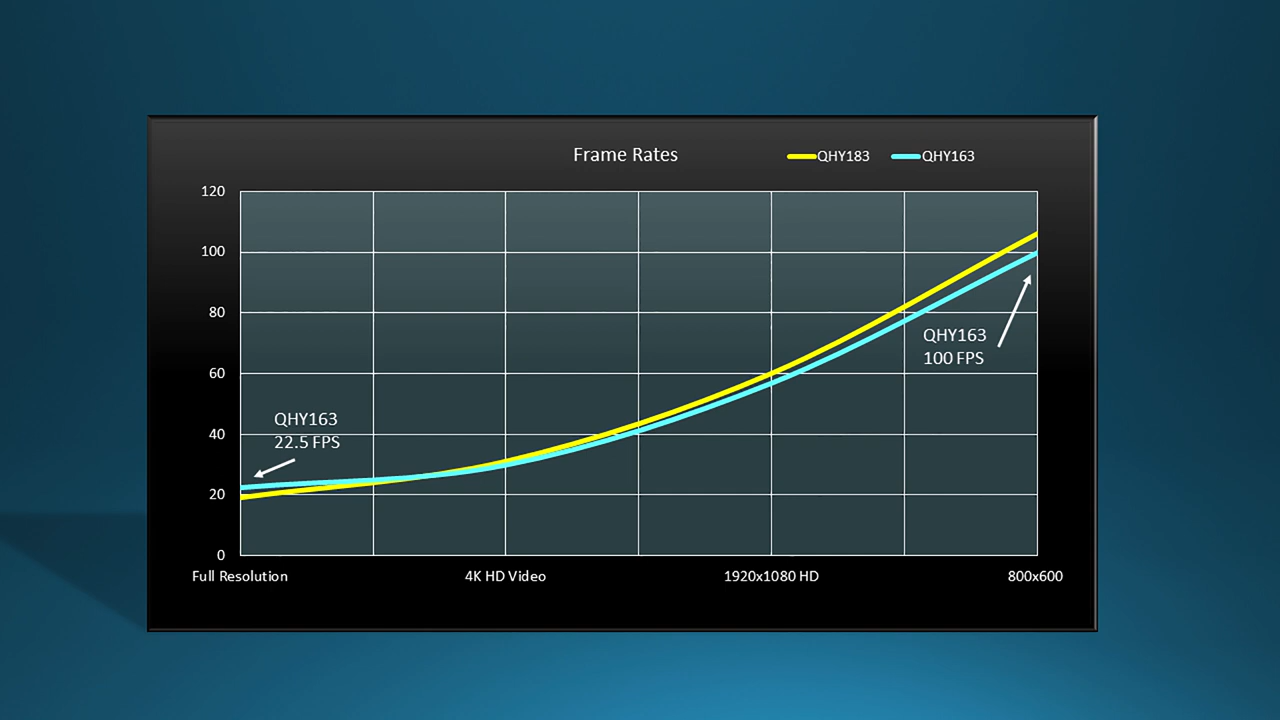 Frame Rates
QHY183
QHY163
120
100
80
60
40
20
0
QHY163
100 FPS
QHY163
22.5 FPS
Full Resolution
4K HD Video
1920x1080 HD
800x600